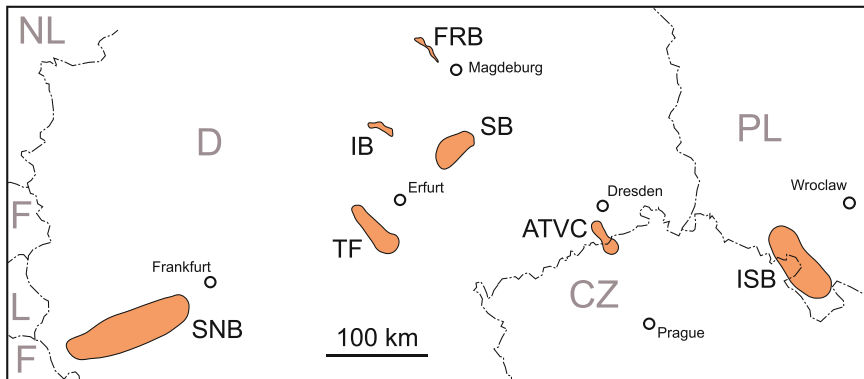 NL
FRB
Magdeburg
D
IB
SB
PL
Erfurt
Dresden
Wroclaw
F
TF
ATVC
Frankfurt
ISB
L
CZ
SNB
100 km
Prague
F